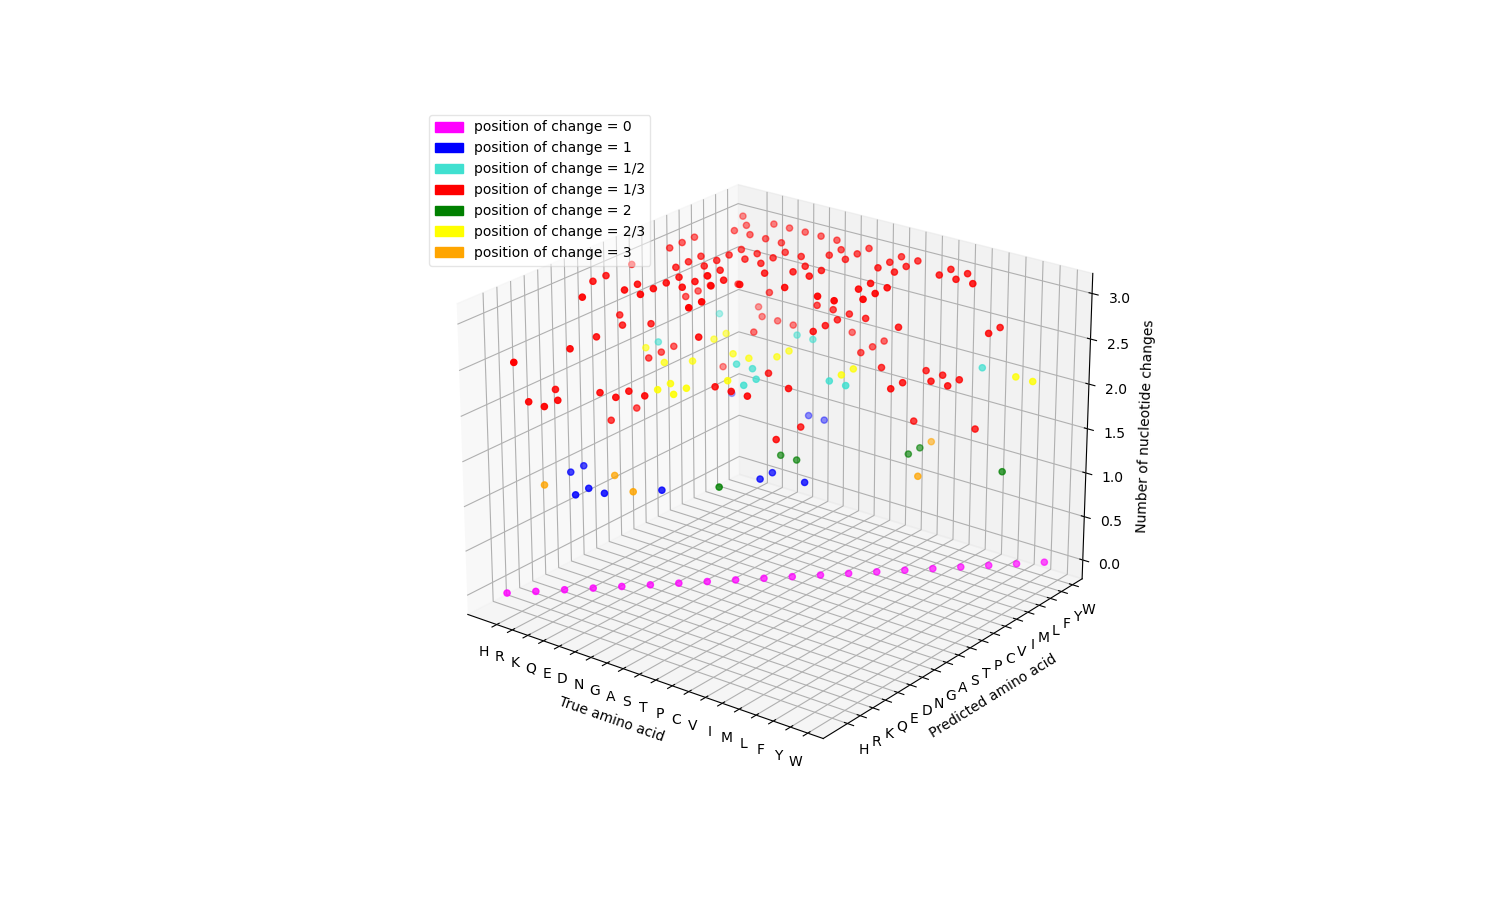 position of change = 0
position of change = 1
position of change = 1/2
position of change = 1/3
position of change = 2
position of change = 2/3
position of change = 3
3.0
2.5
2.0
1.5
1.0
0.5
0.0
Number of nucleotide changes
H R K Q E D N G A S T P C V I M L F Y W
True amino acid
H R K Q E D N G A S T P C V I M L F Y W
Predicted amino acid